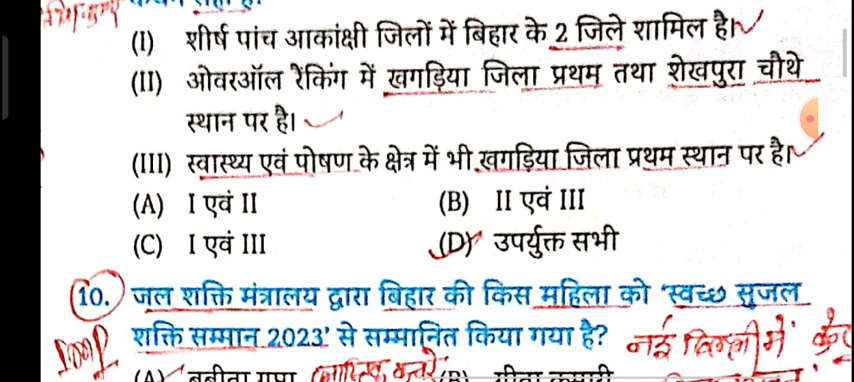 (I) शीर्ष पांच आकांक्षी जिलों में बिहार के 2 जिले शामिल है।
(II) ओवरऑल रैंकिंग में खगड़िया जिला प्रथम तथा शेखपुरा चौथे
स्थान पर है।
(III) स्वास्थ्य एवं पोषण के क्षेत्र में भी खगड़िया जिला प्रथम स्थान पर है।
(A) I एवं II (B) II एवं III
(C) I एवं III (D) उपर्युक्त सभी
10. जल शक्ति मंत्रालय द्वारा बिहार की किस महिला को 'स्वच्छ सुजल
शक्ति सम्मान 2023' से सम्मानित किया गया है? नई दिल्ली में
(A) बबीता गुप्ता (B) गीता कुमारी